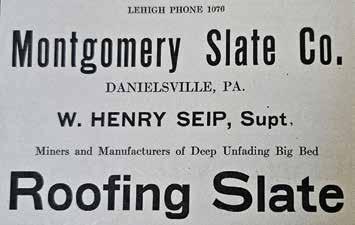 LEHIGH PHONE 1076
Montgomery Slate Co.
DANIELSVILLE, PA.
W. HENRY SEIP, Supt.
Miners and Manufacturers of Deep Unfading Big Bed
Roofing Slate